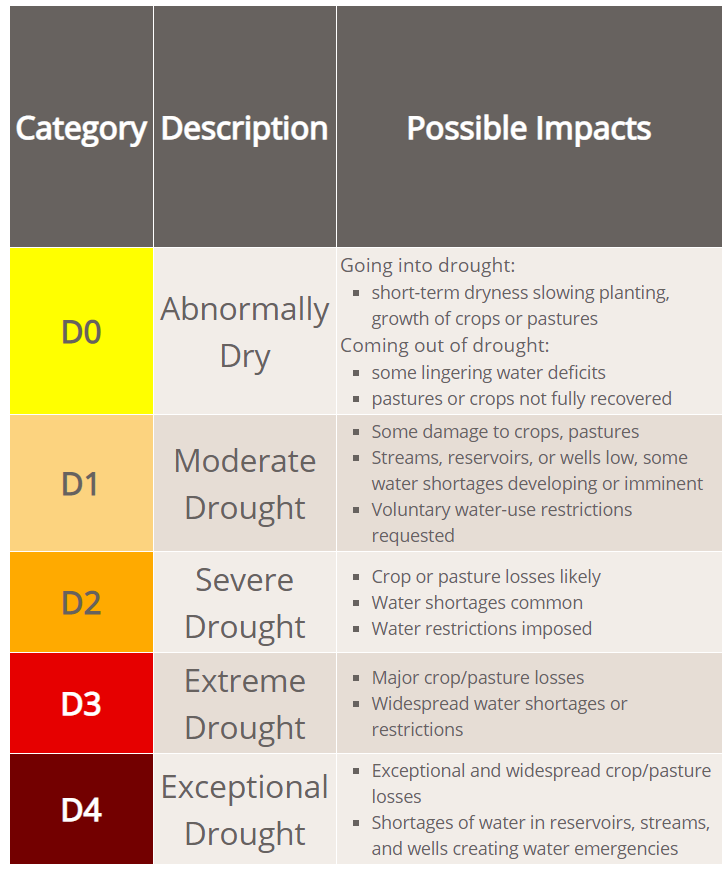 Category Description Possible Impacts
D0
Abnormally
Dry
Going into drought:
▪ short-term dryness slowing planting,
growth of crops or pastures
Coming out of drought:
▪ some lingering water deficits
▪ pastures or crops not fully recovered
D1
Moderate
Drought
▪ Some damage to crops, pastures
▪ Streams, reservoirs, or wells low, some
water shortages developing or imminent
▪ Voluntary water-use restrictions
requested
D2
Severe
Drought
▪ Crop or pasture losses likely
▪ Water shortages common
▪ Water restrictions imposed
D3
Extreme
Drought
▪ Major crop/pasture losses
▪ Widespread water shortages or
restrictions
D4
Exceptional
Drought
▪ Exceptional and widespread crop/pasture
losses
▪ Shortages of water in reservoirs, streams,
and wells creating water emergencies